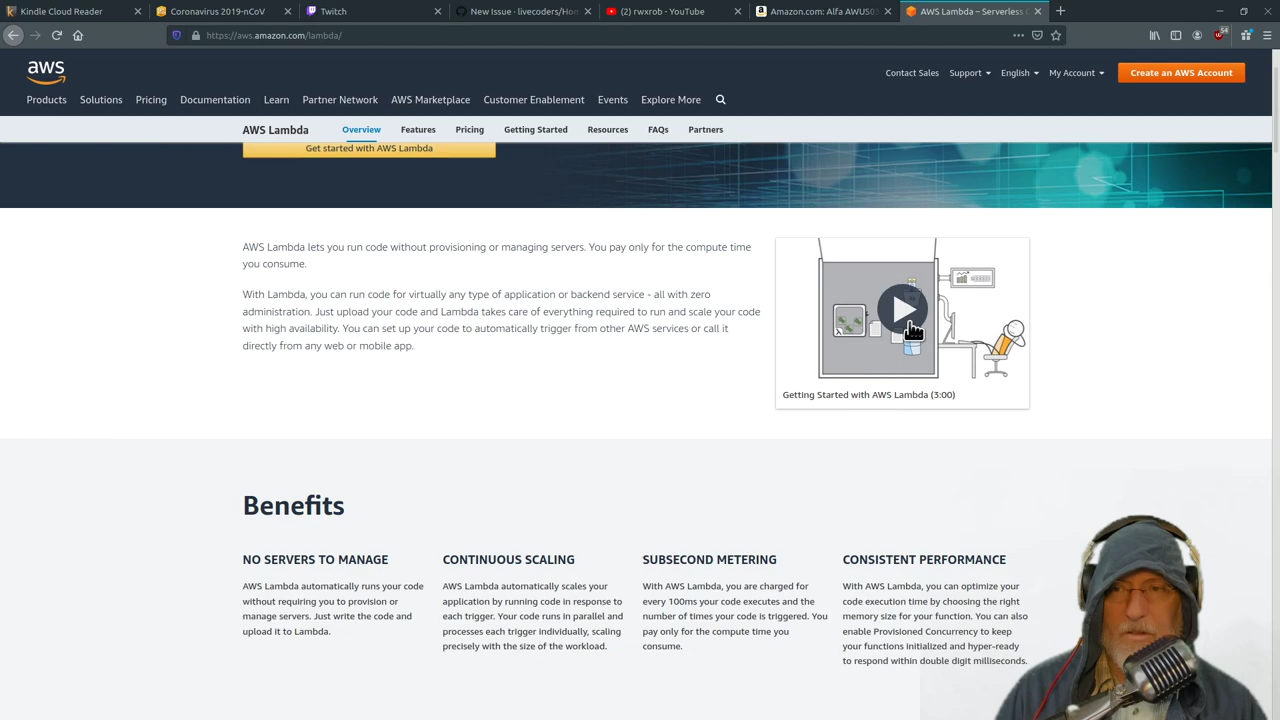 Kindle Cloud Reader
Coronavirus 2019-nCoV
Twitch
New Issue · livecoders/Hom
(2) rwxrob - YouTube
Amazon.com: Alfa AWUS03
AWS Lambda – Serverless C
https://aws.amazon.com/lambda/
64
aws
Contact Sales
Support
English
My Account
Create an AWS Account
Products
Solutions
Pricing
Documentation
Learn
Partner Network
AWS Marketplace
Customer Enablement
Events
Explore More
AWS Lambda
Overview
Features
Pricing
Getting Started
Resources
FAQs
Partners
Get started with AWS Lambda
AWS Lambda lets you run code without provisioning or managing servers. You pay only for the compute time
you consume.
With Lambda, you can run code for virtually any type of application or backend service - all with zero
administration. Just upload your code and Lambda takes care of everything required to run and scale your code
with high availability. You can set up your code to automatically trigger from other AWS services or call it
directly from any web or mobile app.
Getting Started with AWS Lambda (3:00)
Benefits
NO SERVERS TO MANAGE
AWS Lambda automatically runs your code
without requiring you to provision or
manage servers. Just write the code and
upload it to Lambda.
CONTINUOUS SCALING
AWS Lambda automatically scales your
application by running code in response to
each trigger. Your code runs in parallel and
processes each trigger individually, scaling
precisely with the size of the workload.
SUBSECOND METERING
With AWS Lambda, you are charged for
every 100ms your code executes and the
number of times your code is triggered. You
pay only for the compute time you
consume.
CONSISTENT PERFORMANCE
With AWS Lambda, you can optimize your
code execution time by choosing the right
memory size for your function. You can also
enable Provisioned Concurrency to keep
your functions initialized and hyper-ready
to respond within double digit milliseconds.